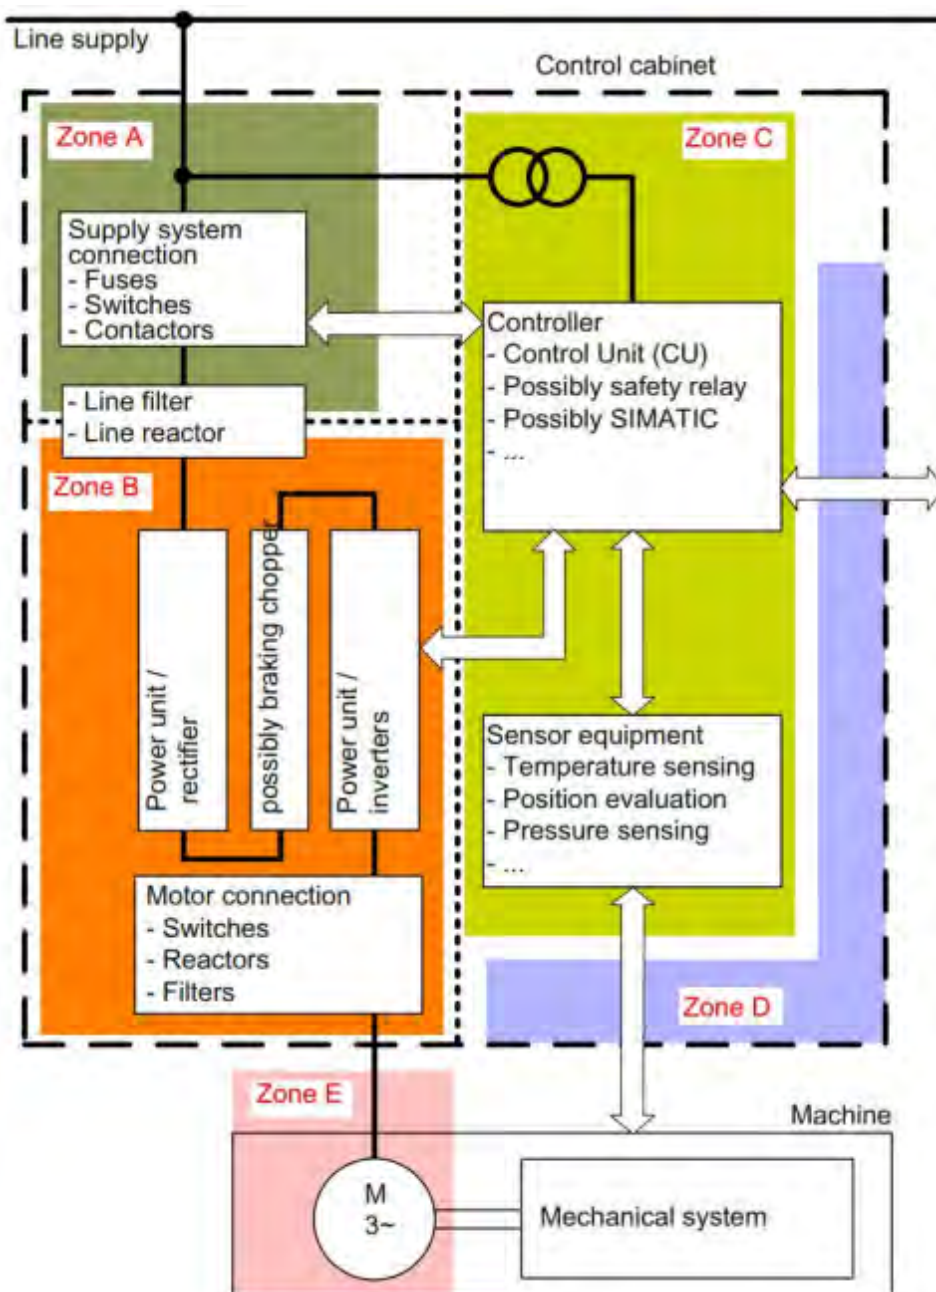 Line supply
Control cabinet
Zone A
Zone C
Supply system
connection
- Fuses
- Switches
- Contactors
Controller
- Control Unit (CU)
- Possibly safety relay
- Possibly SIMATIC
- ...
- Line filter
- Line reactor
Zone B
Power unit /
rectifier
possibly braking chopper
Power unit /
inverters
Sensor equipment
- Temperature sensing
- Position evaluation
- Pressure sensing
- ...
Motor connection
- Switches
- Reactors
- Filters
Zone D
Zone E
Machine
M
3~
Mechanical system